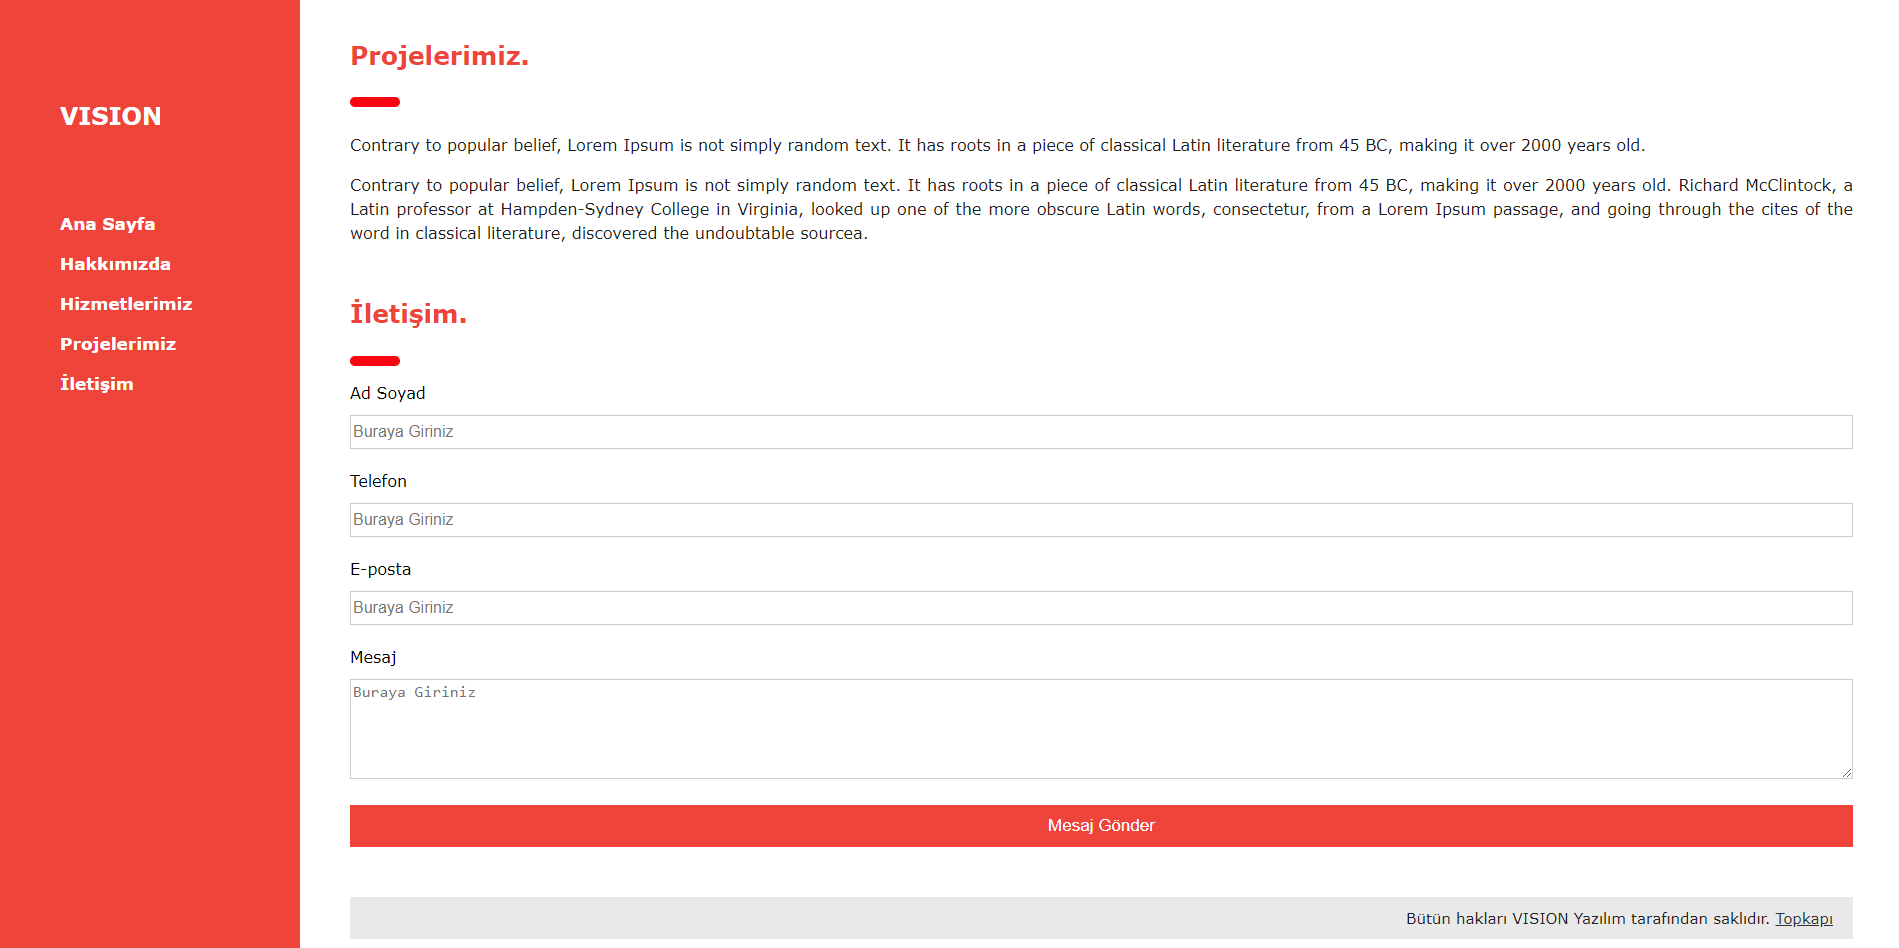 VISION
Ana Sayfa
Hakkımızda
Hizmetlerimiz
Projelerimiz
İletişim
Projelerimiz.
Contrary to popular belief, Lorem Ipsum is not simply random text. It has roots in a piece of classical Latin literature from 45 BC, making it over 2000 years old.
Contrary to popular belief, Lorem Ipsum is not simply random text. It has roots in a piece of classical Latin literature from 45 BC, making it over 2000 years old. Richard McClintock, a
Latin professor at Hampden-Sydney College in Virginia, looked up one of the more obscure Latin words, consectetur, from a Lorem Ipsum passage, and going through the cites of the
word in classical literature, discovered the undoubtable sourcea.
İletişim.
Ad Soyad
Buraya Giriniz
Telefon
Buraya Giriniz
E-posta
Buraya Giriniz
Mesaj
Buraya Giriniz
Mesaj Gönder
Bütün hakları VISION Yazılım tarafından saklıdır. Topkapı